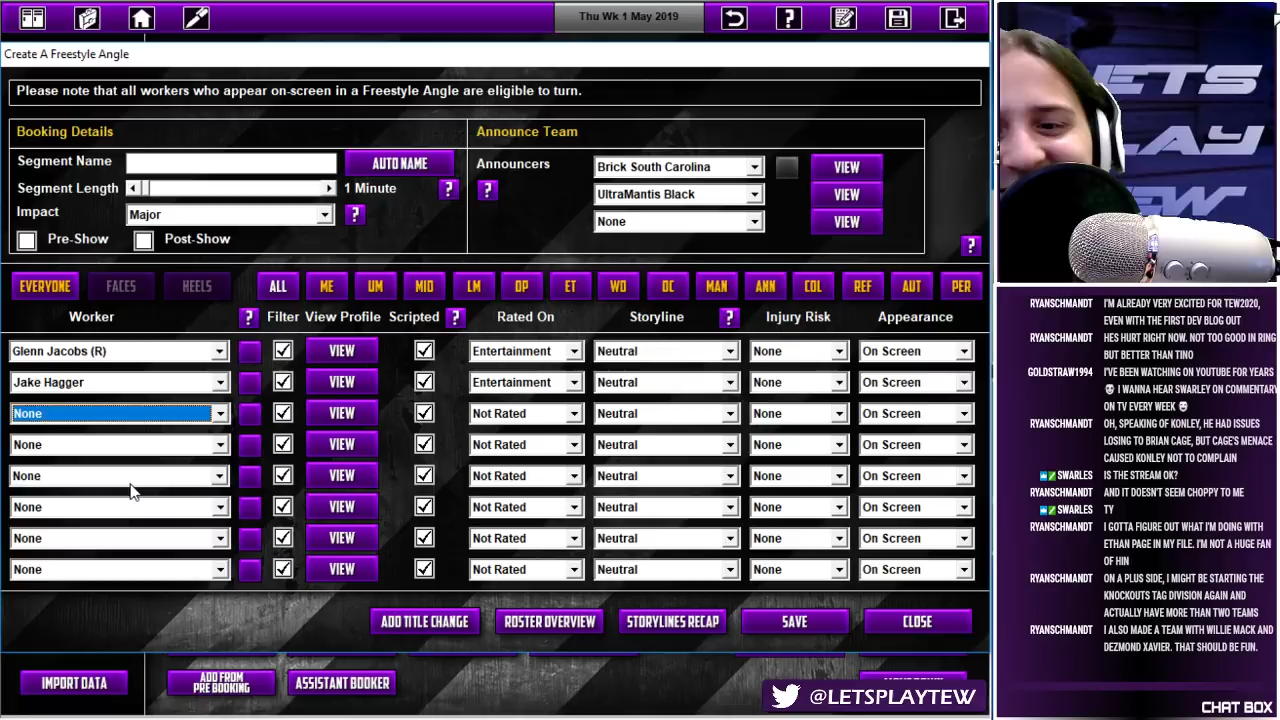 Thu Wk 1 May 2019
Create A Freestyle Angle
Please note that all workers who appear on-screen in a Freestyle Angle are eligible to turn.
Booking Details
Announce Team
Segment Name
AUTO NAME
Announcers
Brick South Carolina
VIEW
Segment Length
1 Minute
?
?
UltraMantis Black
VIEW
Impact
Major
?
None
VIEW
Pre-Show
Post-Show
?
EVERYONE
FACES
HEELS
ALL
ME
UM
MID
LM
OP
ET
WO
DC
MAN
ANN
COL
REF
AUT
PER
Worker
?
Filter
View Profile
Scripted
?
Rated On
Storyline
?
Injury Risk
Appearance
Glenn Jacobs (R)
VIEW
Entertainment
Neutral
None
On Screen
Jake Hagger
VIEW
Entertainment
Neutral
None
On Screen
None
VIEW
Not Rated
Neutral
None
On Screen
None
VIEW
Not Rated
Neutral
None
On Screen
None
VIEW
Not Rated
Neutral
None
On Screen
None
VIEW
Not Rated
Neutral
None
On Screen
None
VIEW
Not Rated
Neutral
None
On Screen
None
VIEW
Not Rated
Neutral
None
On Screen
ADD TITLE CHANGE
ROSTER OVERVIEW
STORYLINES RECAP
SAVE
CLOSE
IMPORT DATA
ADD FROM
PRE BOOKING
ASSISTANT BOOKER
@LETSPLAYTEW
LETS
PLAY
TEW
RYANSCHMANDT I'M ALREADY VERY EXCITED FOR TEW2020,
EVEN WITH THE FIRST DEV BLOG OUT
RYANSCHMANDT HES HURT RIGHT NOW. NOT TOO GOOD IN RING
BUT BETTER THAN TINO
GOLDSTRAW1994 I'VE BEEN WATCHING ON YOUTUBE FOR YEARS
I WANNA HEAR SWARLEY ON COMMENTARY
ON TV EVERY WEEK
RYANSCHMANDT OH, SPEAKING OF KONLEY, HE HAD ISSUES
LOSING TO BRIAN CAGE, BUT CAGE'S MENACE
CAUSED KONLEY NOT TO COMPLAIN
SWARLES IS THE STREAM OK?
RYANSCHMANDT AND IT DOESN'T SEEM CHOPPY TO ME
SWARLES TY
RYANSCHMANDT I GOTTA FIGURE OUT WHAT I'M DOING WITH
ETHAN PAGE IN MY FILE. I'M NOT A HUGE FAN
OF HIN
RYANSCHMANDT ON A PLUS SIDE, I MIGHT BE STARTING THE
KNOCKOUTS TAG DIVISION AGAIN AND
ACTUALLY HAVE MORE THAN TWO TEAMS
RYANSCHMANDT I ALSO MADE A TEAM WITH WILLIE MACK AND
DEZMOND XAVIER. THAT SHOULD BE FUN.
CHAT BOX